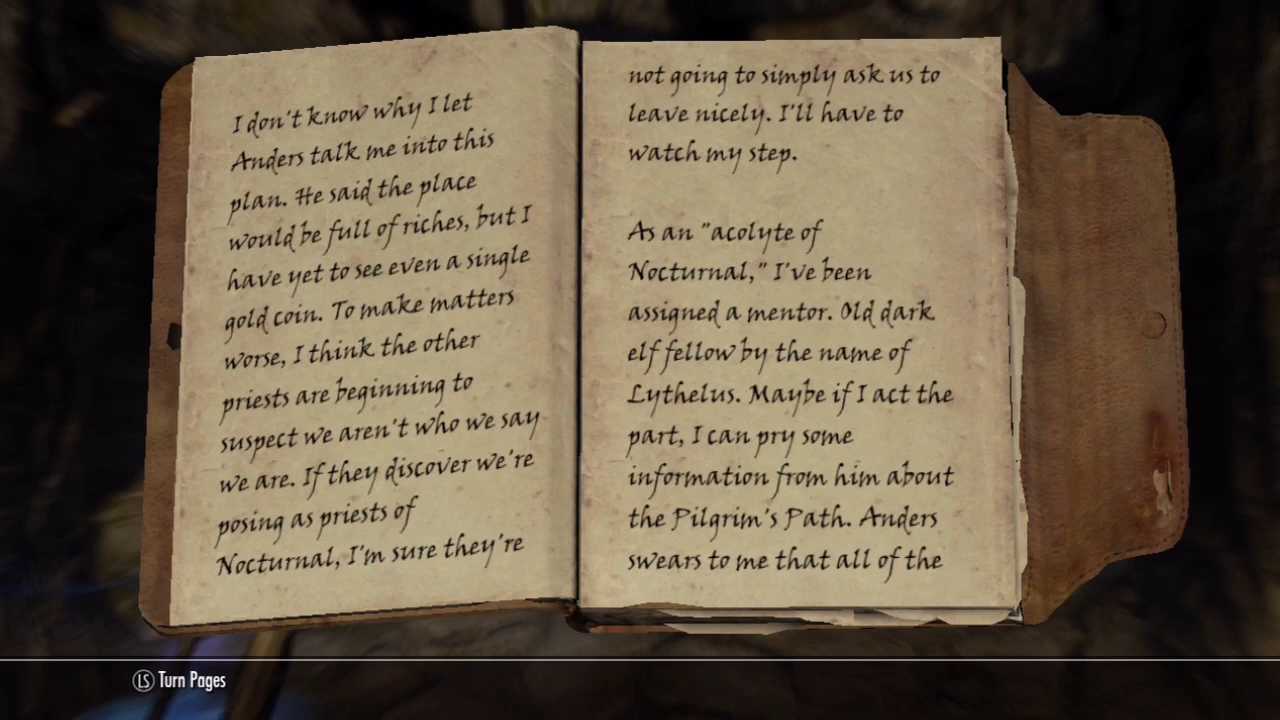 I don't know why I let
Anders talk me into this
plan. He said the place
would be full of riches, but I
have yet to see even a single
gold coin. To make matters
worse, I think the other
priests are beginning to
suspect we aren't who we say
we are. If they discover we're
posing as priests of
Nocturnal, I'm sure they're
not going to simply ask us to
leave nicely. I'll have to
watch my step.
As an "acolyte of
Nocturnal," I've been
assigned a mentor. Old dark
elf fellow by the name of
Lythelus. Maybe if I act the
part, I can pry some
information from him about
the Pilgrim's Path. Anders
swears to me that all of the
LS Turn Pages